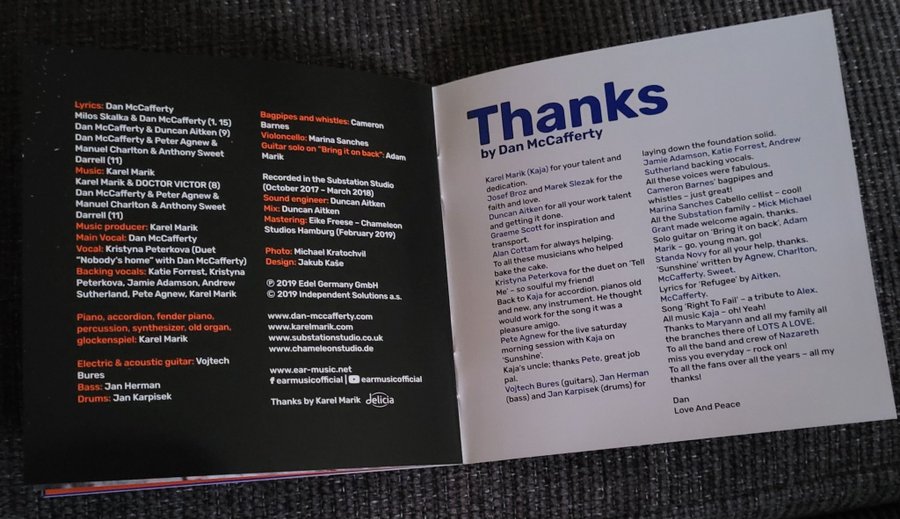 Lyrics: Dan McCafferty
Milos Skalka & Dan McCafferty (1, 15)
Dan McCafferty & Duncan Aitken (9)
Dan McCafferty & Peter Agnew &
Manuel Charlton & Anthony Sweet
Darrell (11)
Music: Karel Marik
Karel Marik & DOCTOR VICTOR (8)
Dan McCafferty & Peter Agnew &
Manuel Charlton & Anthony Sweet
Darrell (11)
Music producer: Karel Marik
Main Vocal: Dan McCafferty
Vocal: Kristyna Peterkova (Duet
"Nobody's home" with Dan McCafferty)
Backing vocals: Katie Forrest, Kristyna
Peterkova, Jamie Adamson, Andrew
Sutherland, Pete Agnew, Karel Marik
Piano, accordion, fender piano,
percussion, synthesizer, old organ,
glockenspiel: Karel Marik
Electric & acoustic guitar: Vojtech
Bures
Bass: Jan Herman
Drums: Jan Karpisek
Bagpipes and whistles: Cameron
Barnes
Violoncello: Marina Sanches
Guitar solo on "Bring it on back": Adam
Marik
Recorded in the Substation Studio
(October 2017 – March 2018)
Sound engineer: Duncan Aitken
Mix: Duncan Aitken
Mastering: Eike Freese – Chameleon
Studios Hamburg (February 2019)
Photo: Michael Kratochvil
Design: Jakub Kaše
℗ 2019 Edel Germany GmbH
© 2019 Independent Solutions a.s.
www.dan-mccafferty.com
www.karelmarik.com
www.substationstudio.co.uk
www.chameleonstudio.de
www.ear-music.net
f earmusicofficial | earmusicofficial
Thanks by Karel Marik delicia
Thanks
by Dan McCafferty
Karel Marik (Kaja) for your talent and
dedication.
Josef Broz and Marek Slezak for the
faith and love.
Duncan Aitken for all your work talent
and getting it done.
Graeme Scott for inspiration and
transport.
Alan Cottam for always helping.
To all these musicians who helped
bake the cake.
Kristyna Peterkova for the duet on 'Tell
Me' – so soulful my friend!
Back to Kaja for accordion, pianos old
and new, any instrument. He thought
would work for the song it was a
pleasure amigo.
Pete Agnew for the live saturday
morning session with Kaja on
'Sunshine'.
Kaja's uncle; thanks Pete, great job
pal.
Vojtech Bures (guitars), Jan Herman
(bass) and Jan Karpisek (drums) for
laying down the foundation solid.
Jamie Adamson, Katie Forrest, Andrew
Sutherland backing vocals.
All these voices were fabulous.
Cameron Barnes' bagpipes and
whistles – just great!
Marina Sanches Cabello cellist – cool!
All the Substation family - Mick Michael
Grant made welcome again, thanks.
Solo guitar on 'Bring it on back', Adam
Marik – go, young man, go!
Standa Novy for all your help, thanks.
'Sunshine' written by Agnew, Charlton,
McCafferty, Sweet.
Lyrics for 'Refugee' by Aitken,
McCafferty.
Song 'Right To Fail' – a tribute to Alex.
All music Kaja – oh! Yeah!
Thanks to Maryann and all my family all
the branches there of LOTS A LOVE.
To all the band and crew of Nazareth
miss you everyday – rock on!
To all the fans over all the years – all my
thanks!
Dan
Love And Peace